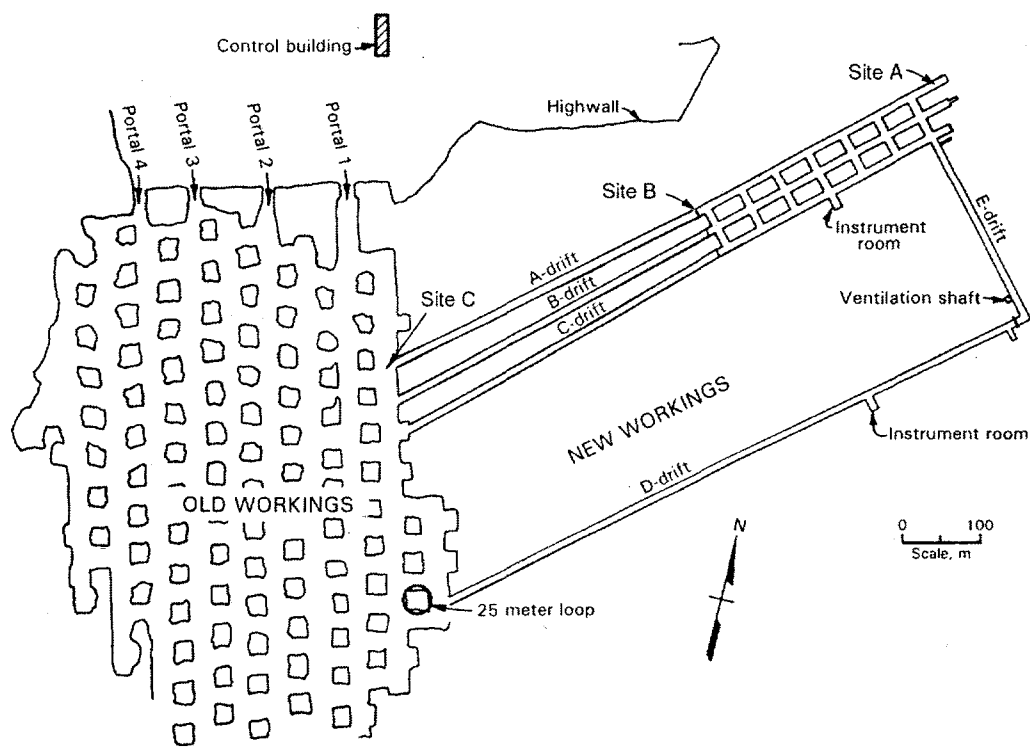 Control building
Portal 4
Portal 3
Portal 2
Portal 1
Highwall
Site A
Site B
Instrument
room
E-drift
A-drift
B-drift
C-drift
Site C
Ventilation shaft
NEW WORKINGS
Instrument room
D-drift
OLD WORKINGS
N
0 100
Scale, m
25 meter loop